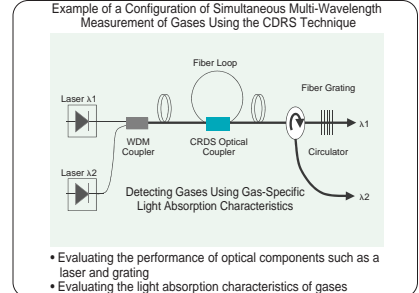 Example of a Configuration of Simultaneous Multi-Wavelength
Measurement of Gases Using the CDRS Technique
Fiber Loop
Fiber Grating
Laser λ1
λ1
WDM
Coupler
CRDS Optical
Coupler
Circulator
Laser λ2
Detecting Gases Using Gas-Specific
Light Absorption Characteristics
λ2
• Evaluating the performance of optical components such as a
laser and grating
• Evaluating the light absorption characteristics of gases